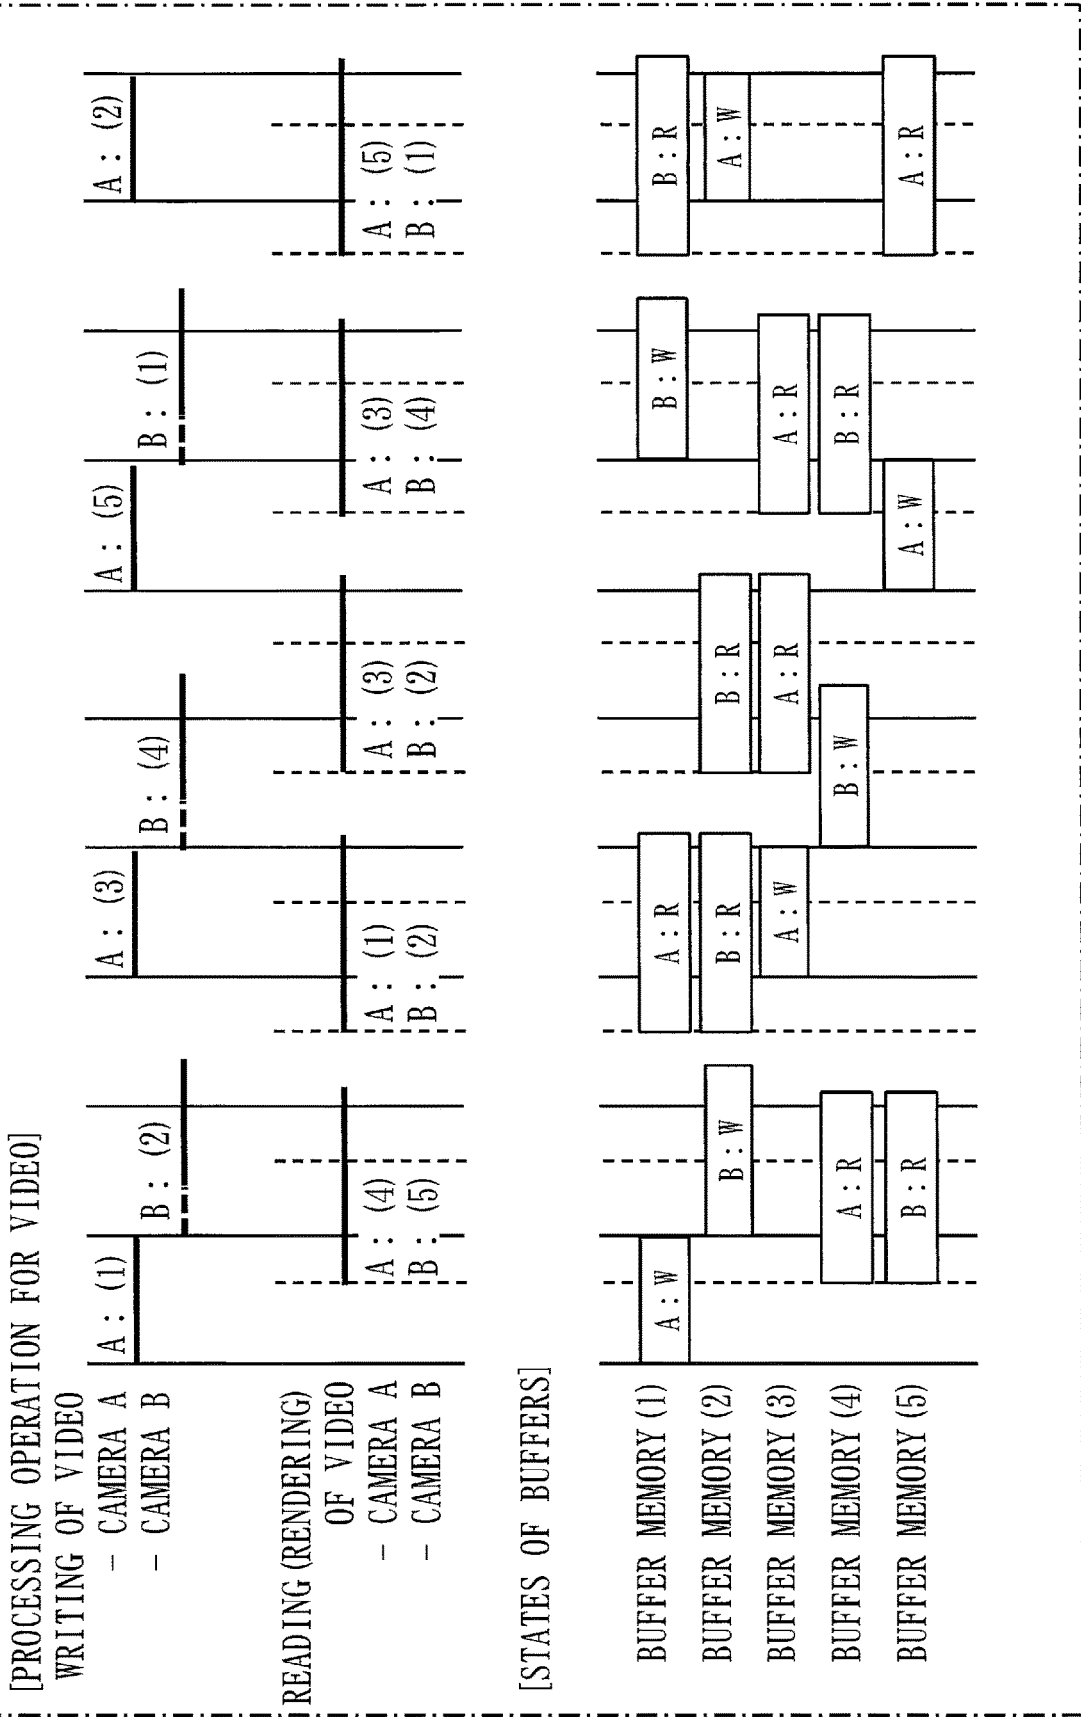 [PROCESSING OPERATION FOR VIDEO]
WRITING OF VIDEO
- CAMERA A
A: (1)
A: (3)
A: (5)
A: (2)
- CAMERA B
B: (2)
B: (4)
B: (1)
READING (RENDERING)
OF VIDEO
- CAMERA A
A: (4)
A: (1)
A: (3)
A: (3)
A: (5)
- CAMERA B
B: (5)
B: (2)
B: (2)
B: (4)
B: (1)
[STATES OF BUFFERS]
BUFFER MEMORY (1)
A:W
A:R
B:W
B:R
BUFFER MEMORY (2)
B:W
B:R
B:R
A:W
BUFFER MEMORY (3)
A:W
A:R
A:R
BUFFER MEMORY (4)
A:R
B:W
B:R
BUFFER MEMORY (5)
B:R
A:W
A:R